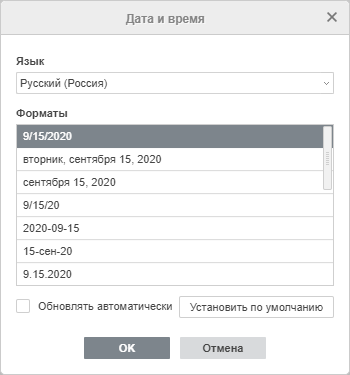 Дата и время
Язык
Русский (Россия)
Форматы
9/15/2020
вторник, сентября 15, 2020
сентября 15, 2020
9/15/20
2020-09-15
15-сен-20
9.15.2020
Обновлять автоматически
Установить по умолчанию
OK
Отмена